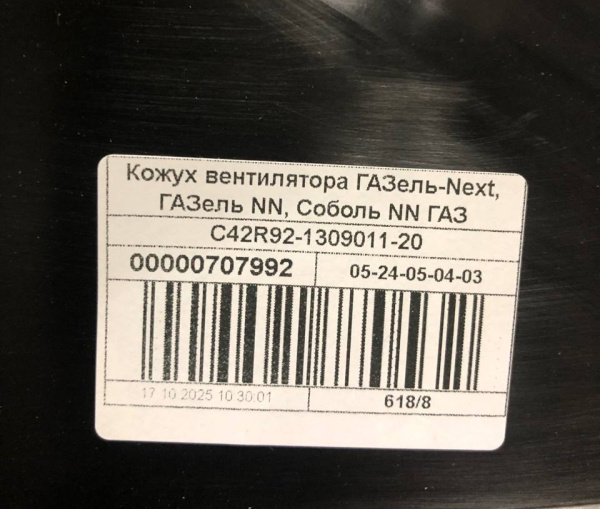 Кожух вентилятора ГАЗель-Next,
ГАЗель NN, Соболь NN ГАЗ
C42R92-1309011-20
00000707992 05-24-05-04-03
17.10.2025 10:30:01 618/8